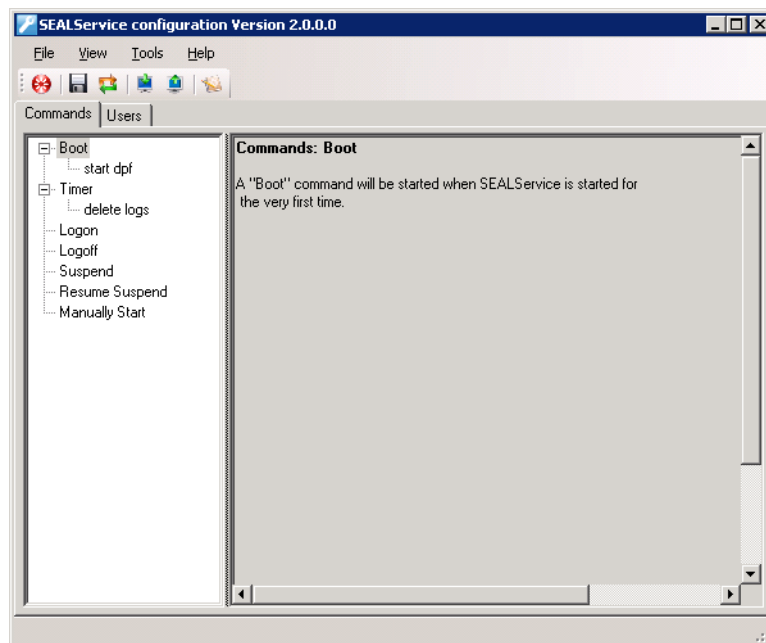 SEALService configuration Version 2.0.0.0
File View Tools Help
Commands Users
Boot
start dpf
Timer
delete logs
Logon
Logoff
Suspend
Resume Suspend
Manually Start
Commands: Boot
A "Boot" command will be started when SEALService is started for
the very first time.